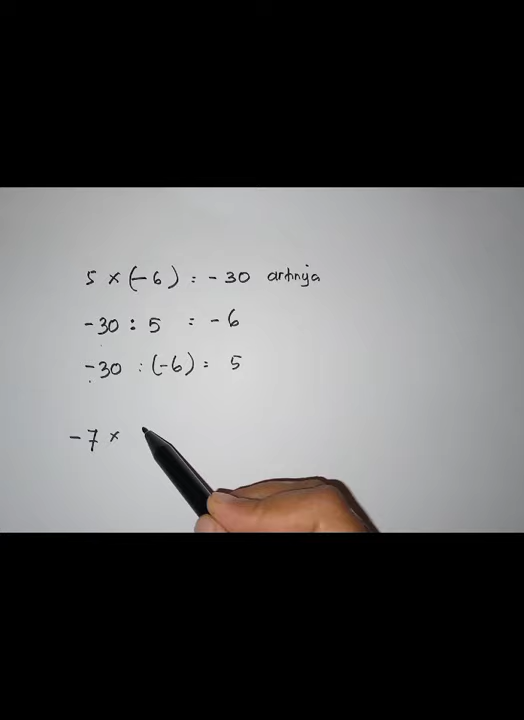 5 × (-6) = -30 artinya
-30 : 5 = -6
-30 : (-6) = 5
-7 ×